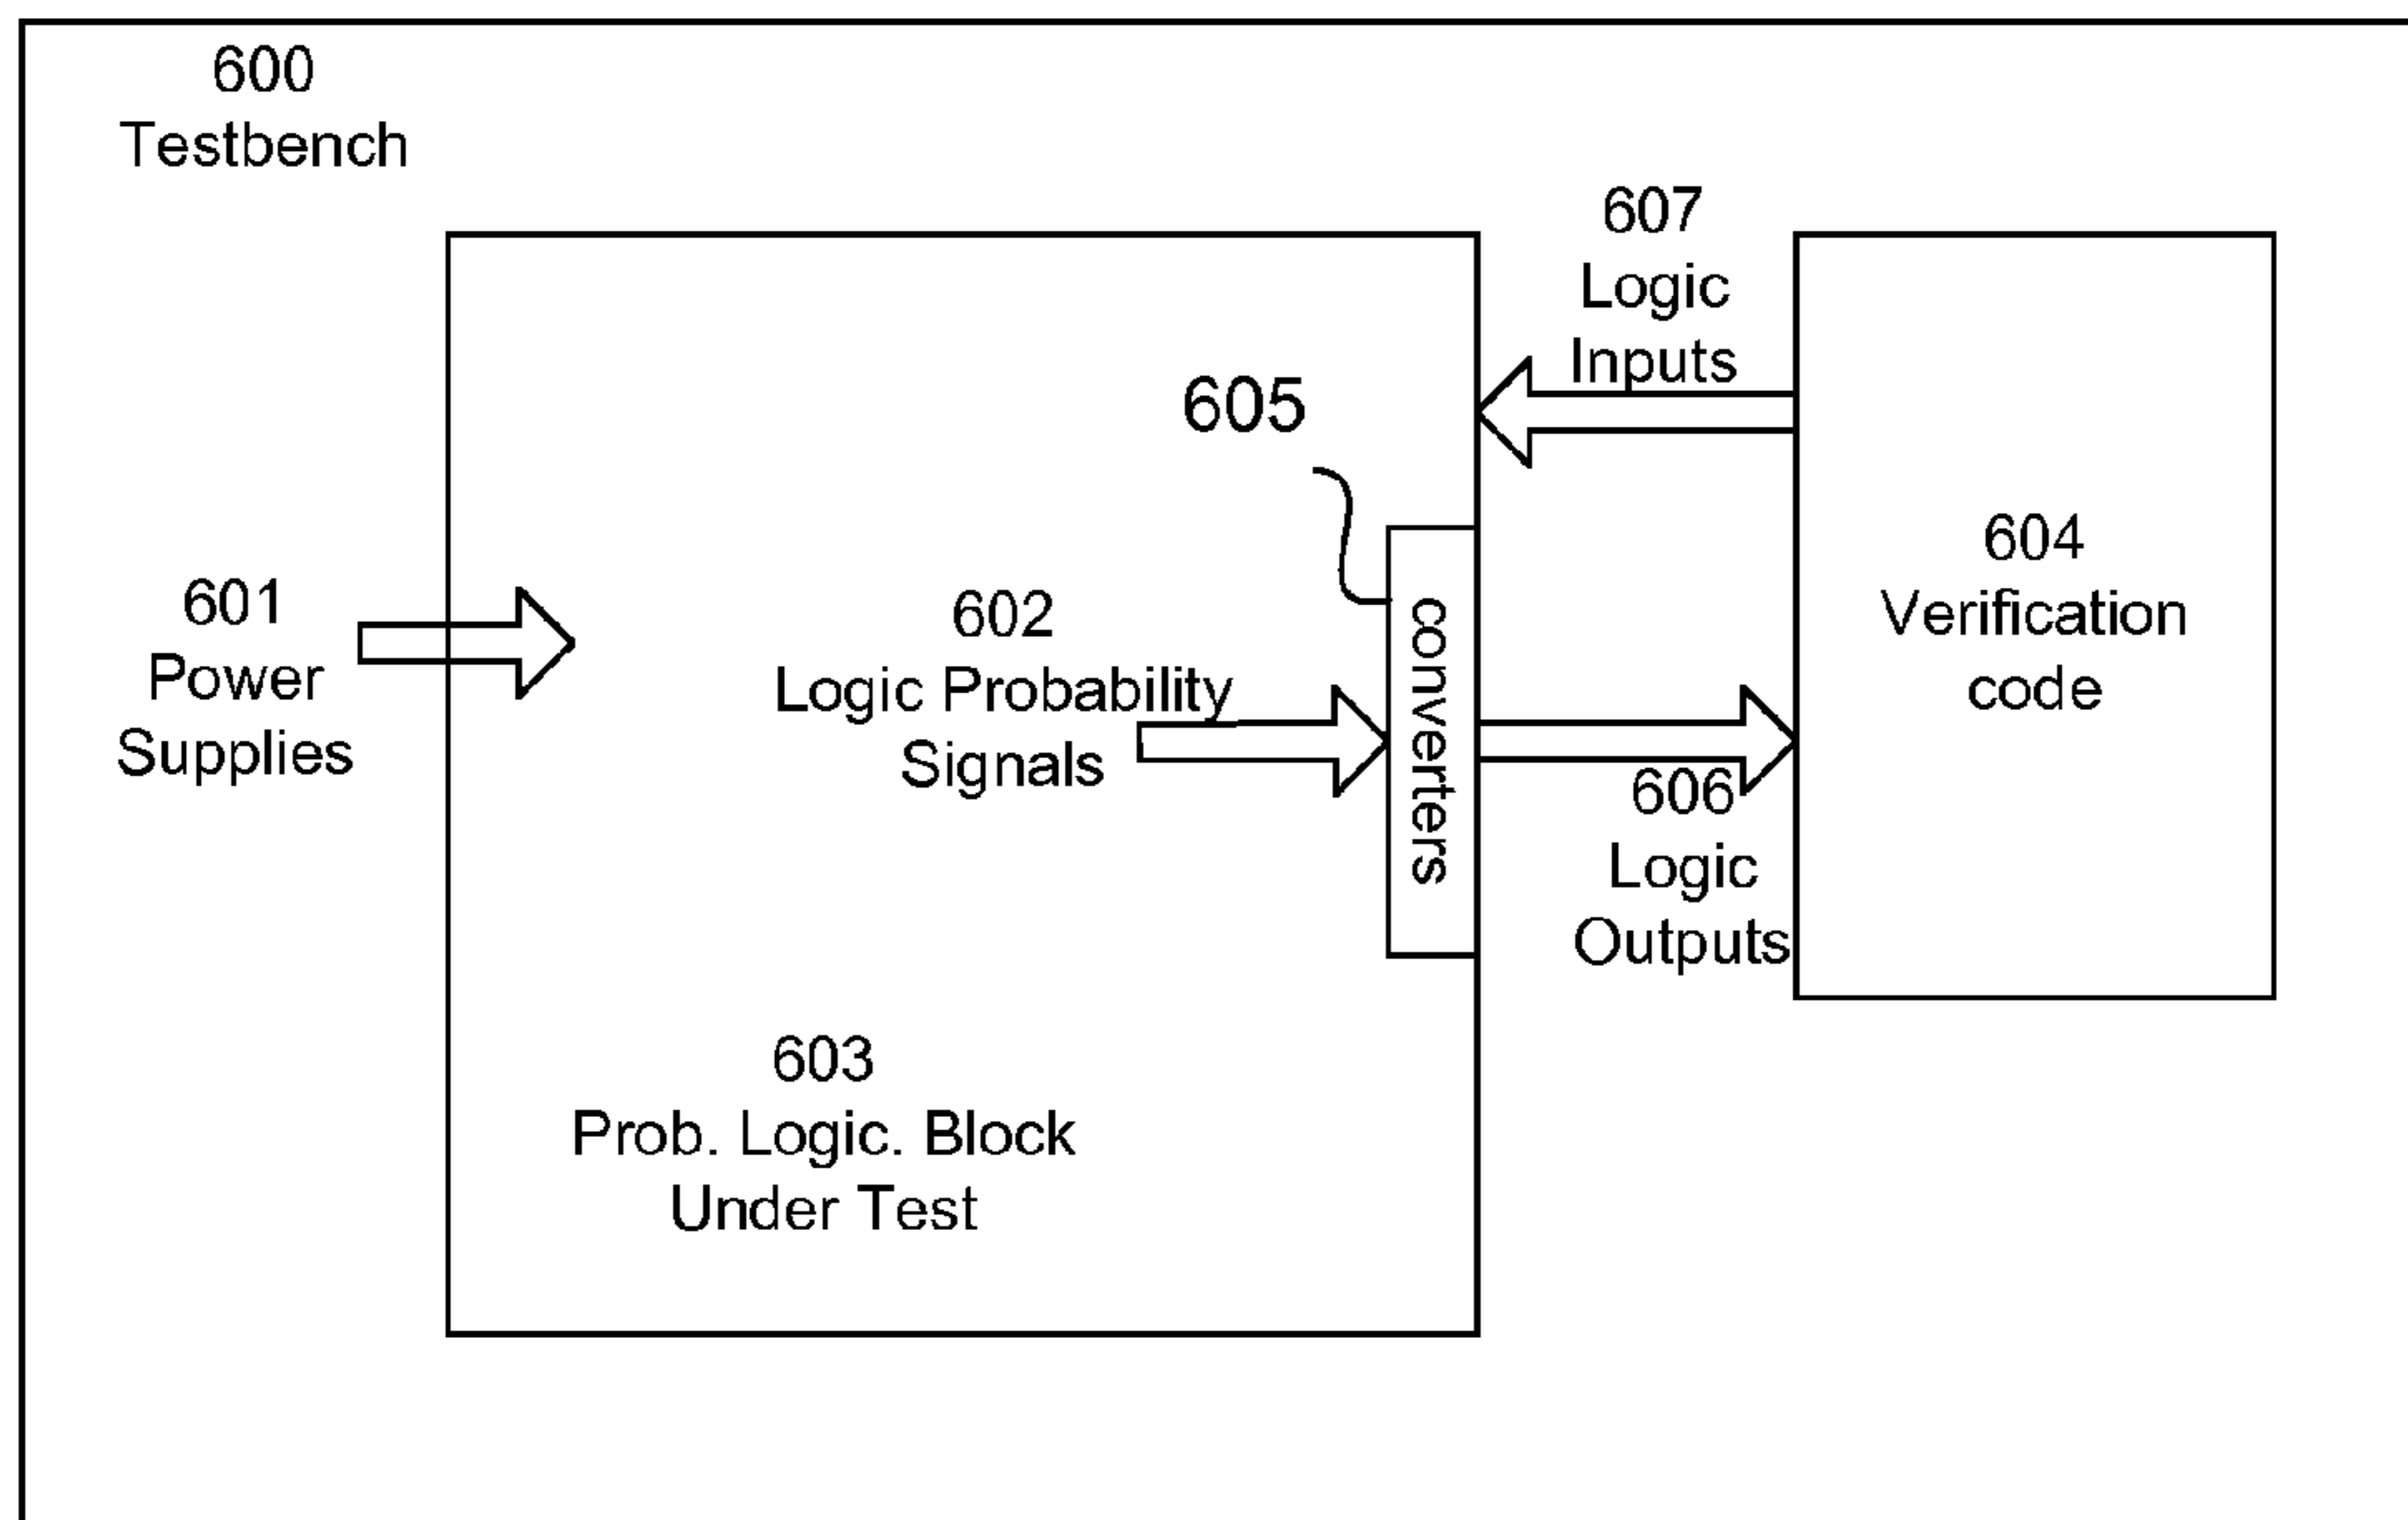 600
Testbench
607
Logic
Inputs
605
601
Power
Supplies
602
Logic Probability
Signals
converters
604
Verification
code
606
Logic
Outputs
603
Prob. Logic. Block
Under Test